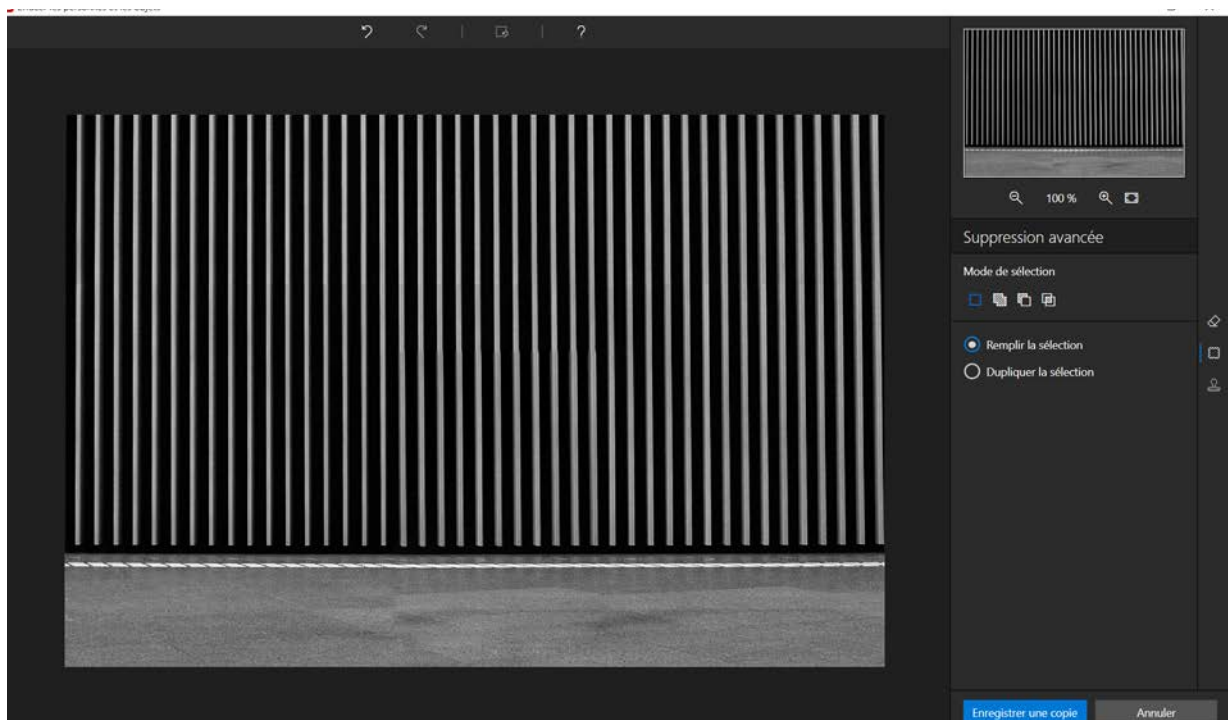 ?
100 %
Suppression avancée
Mode de sélection
Remplir la sélection
Dupliquer la sélection
Enregistrer une copie
Annuler